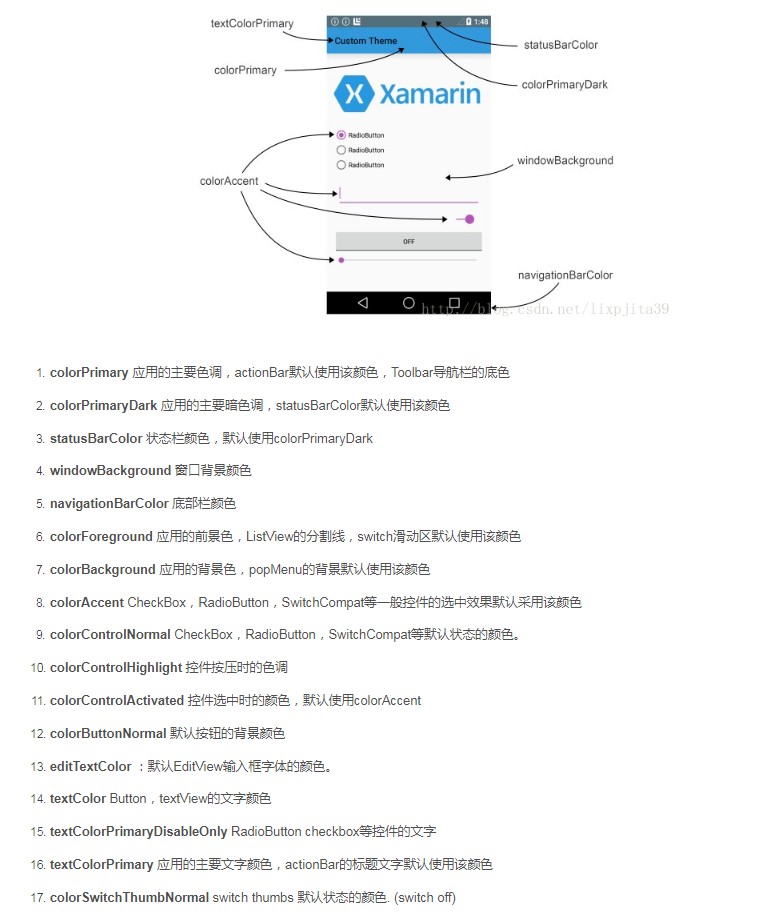 textColorPrimary
1:48
Custom Theme
statusBarColor
colorPrimary
colorPrimaryDark
X Xamarin
RadioButton
RadioButton
RadioButton
windowBackground
colorAccent
OFF
navigationBarColor
http://blog.csdn.net/lixpjita39
1. colorPrimary 应用的主要色调，actionBar默认使用该颜色，Toolbar导航栏的底色
2. colorPrimaryDark 应用的主要暗色调，statusBarColor默认使用该颜色
3. statusBarColor 状态栏颜色，默认使用colorPrimaryDark
4. windowBackground 窗口背景颜色
5. navigationBarColor 底部栏颜色
6. colorForeground 应用的前景色，ListView的分割线，switch滑动区默认使用该颜色
7. colorBackground 应用的背景色，popMenu的背景默认使用该颜色
8. colorAccent CheckBox，RadioButton，SwitchCompat等一般控件的选中效果默认采用该颜色
9. colorControlNormal CheckBox，RadioButton，SwitchCompat等默认状态的颜色。
10. colorControlHighlight 控件按压时的色调
11. colorControlActivated 控件选中时的颜色，默认使用colorAccent
12. colorButtonNormal 默认按钮的背景颜色
13. editTextColor ：默认EditView输入框字体的颜色。
14. textColor Button，textView的文字颜色
15. textColorPrimaryDisableOnly RadioButton checkbox等控件的文字
16. textColorPrimary 应用的主要文字颜色，actionBar的标题文字默认使用该颜色
17. colorSwitchThumbNormal switch thumbs 默认状态的颜色. (switch off)